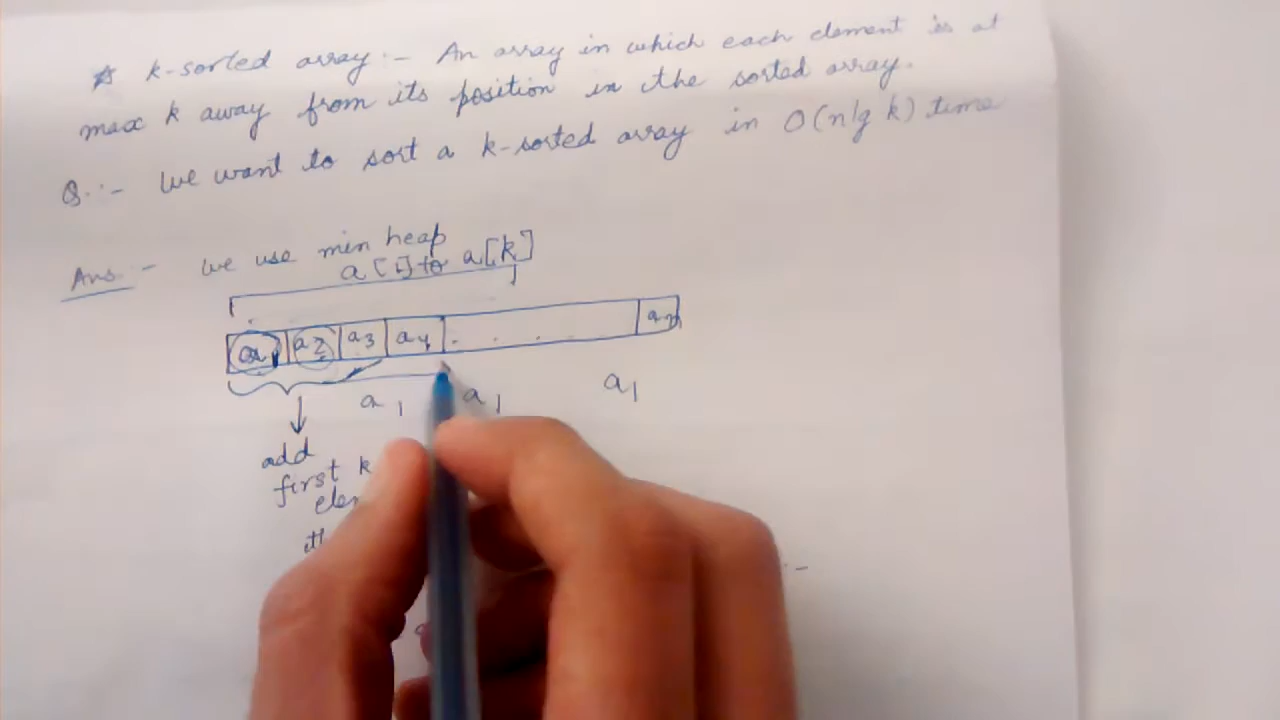 k-sorted array :- An array in which each element is at
max k away from its position in the sorted array.
Q. :- We want to sort a k-sorted array in O(n lg k) time
Ans. :- We use min heap
a[i] to a[k]
a2 a3 a4 . . . an
a1 a1 a1
add
first k